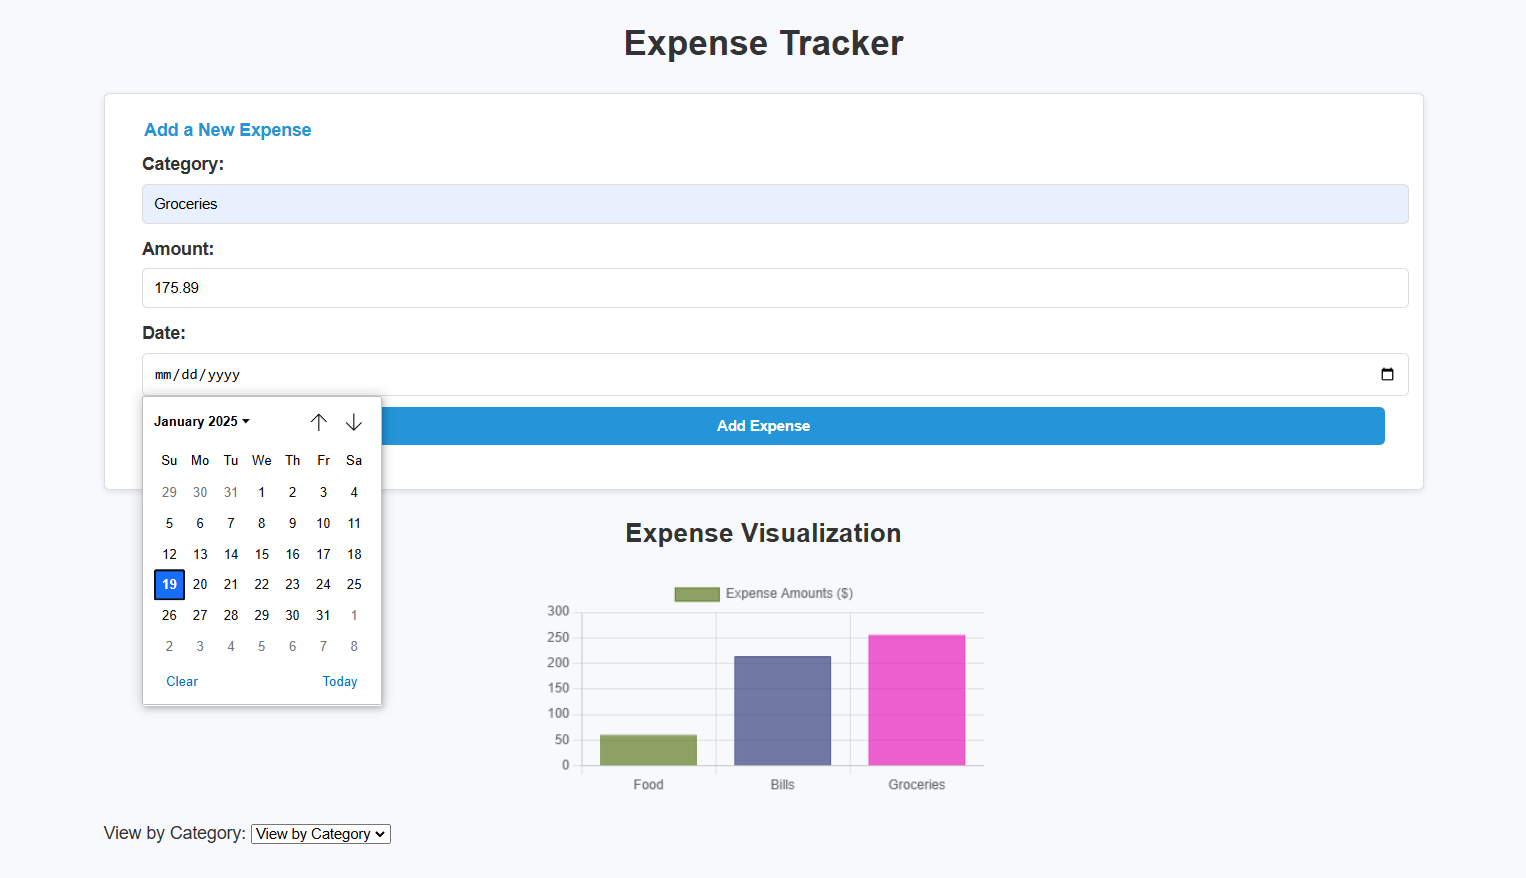 Expense Tracker
Add a New Expense
Category:
Groceries
Amount:
175.89
Date:
mm/dd/yyyy
January 2025
Su Mo Tu We Th Fr Sa
29 30 31 1 2 3 4
5 6 7 8 9 10 11
12 13 14 15 16 17 18
19 20 21 22 23 24 25
26 27 28 29 30 31 1
2 3 4 5 6 7 8
Clear Today
Add Expense
Expense Visualization
Expense Amounts ($)
300
250
200
150
100
50
0
Food Bills Groceries
View by Category: View by Category